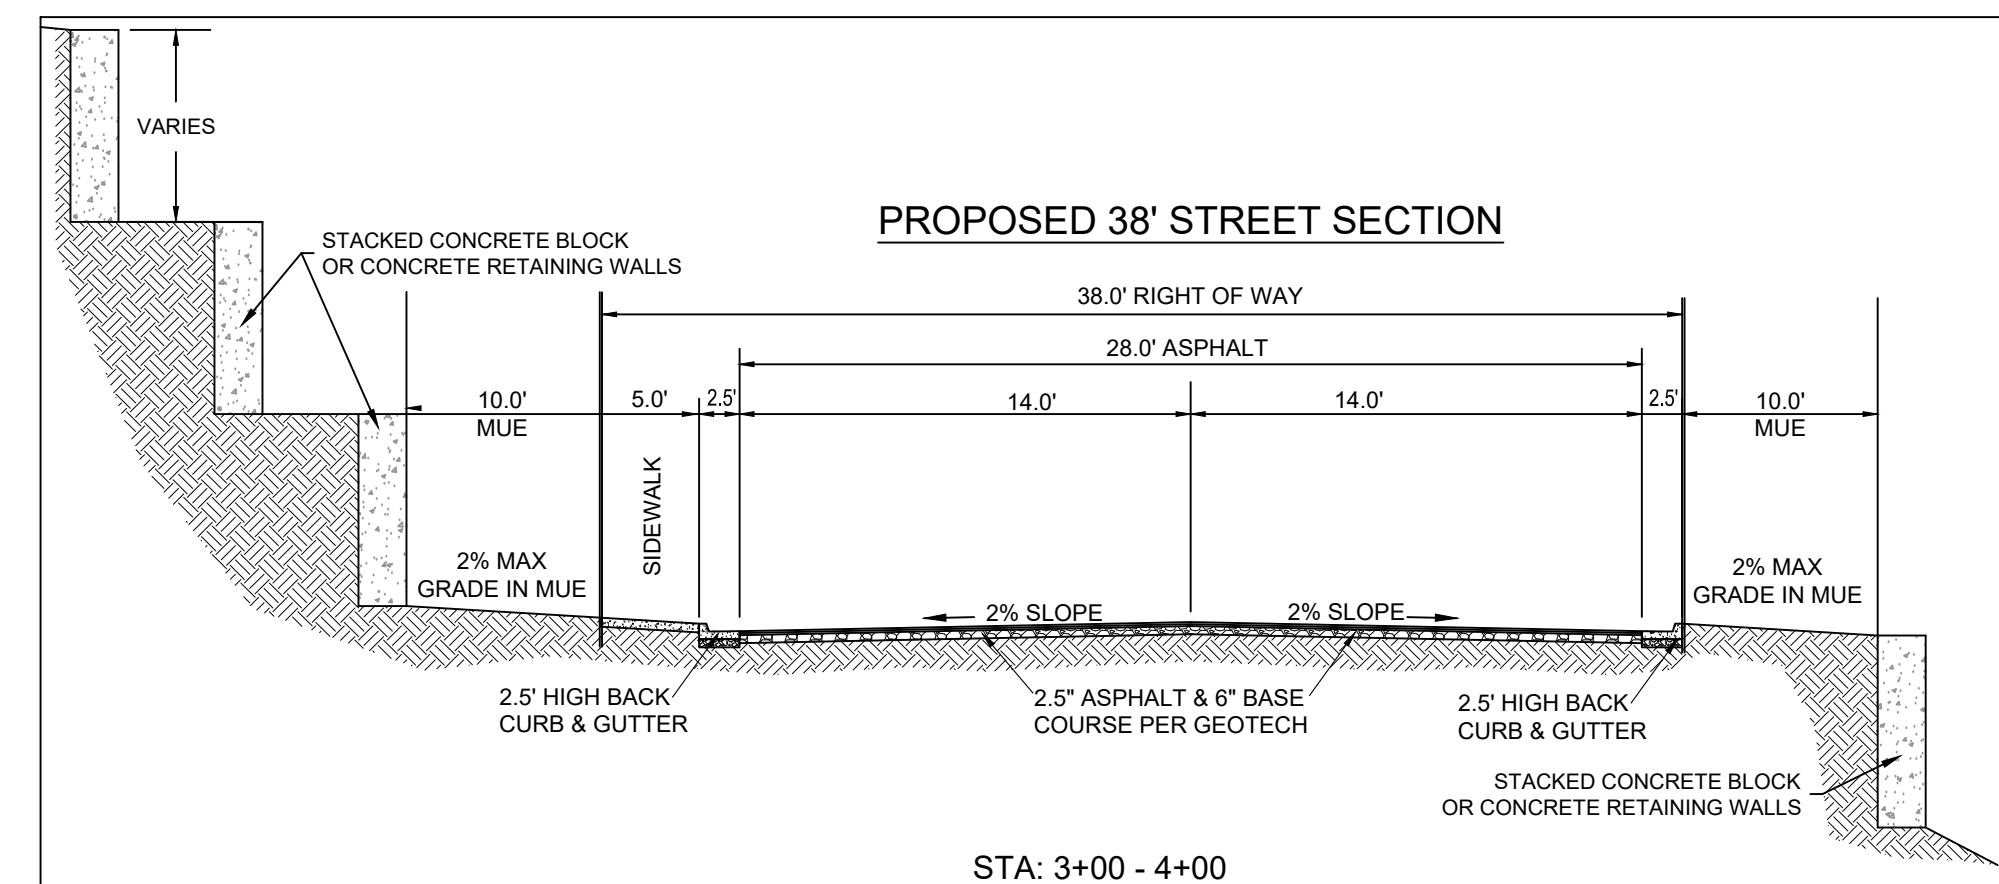 VARIES
PROPOSED 38' STREET SECTION
STACKED CONCRETE BLOCK
OR CONCRETE RETAINING WALLS
38.0' RIGHT OF WAY
28.0' ASPHALT
10.0'
MUE
5.0'
2.5'
14.0'
14.0'
2.5'
10.0'
MUE
SIDEWALK
2% MAX
GRADE IN MUE
2% SLOPE
2% SLOPE
2% MAX
GRADE IN MUE
2.5' HIGH BACK
CURB & GUTTER
2.5" ASPHALT & 6" BASE
COURSE PER GEOTECH
2.5' HIGH BACK
CURB & GUTTER
STACKED CONCRETE BLOCK
OR CONCRETE RETAINING WALLS
STA: 3+00 - 4+00